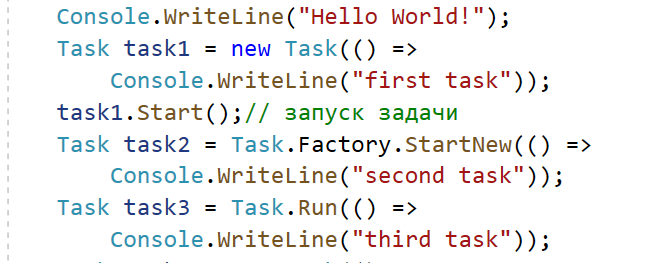 Console.WriteLine("Hello World!");
Task task1 = new Task(() =>
Console.WriteLine("first task"));
task1.Start();// запуск задачи
Task task2 = Task.Factory.StartNew(() =>
Console.WriteLine("second task"));
Task task3 = Task.Run(() =>
Console.WriteLine("third task"));